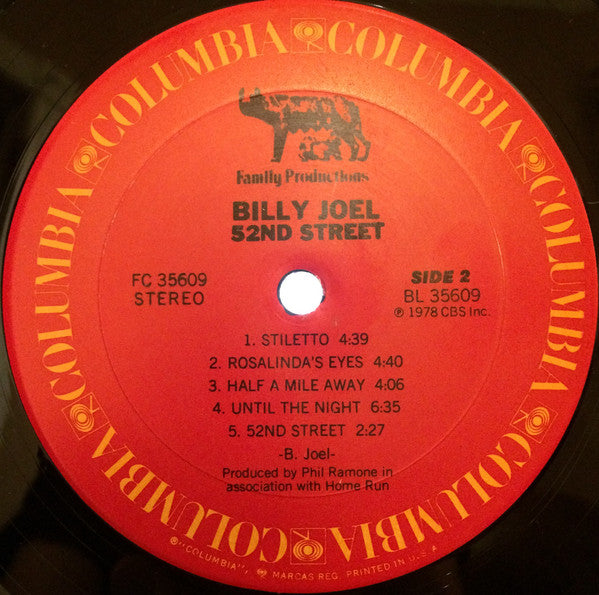 COLUMBIA COLUMBIA COLUMBIA COLUMBIA COLUMBIA COLUMBIA COLUMBIA COLUMBIA
Family Productions
BILLY JOEL
52ND STREET
FC 35609
STEREO
SIDE 2
BL 35609
℗ 1978 CBS Inc.
1. STILETTO 4:39
2. ROSALINDA'S EYES 4:40
3. HALF A MILE AWAY 4:06
4. UNTIL THE NIGHT 6:35
5. 52ND STREET 2:27
-B. Joel-
Produced by Phil Ramone in
association with Home Run
"COLUMBIA", MARCAS REG. PRINTED IN U.S.A.